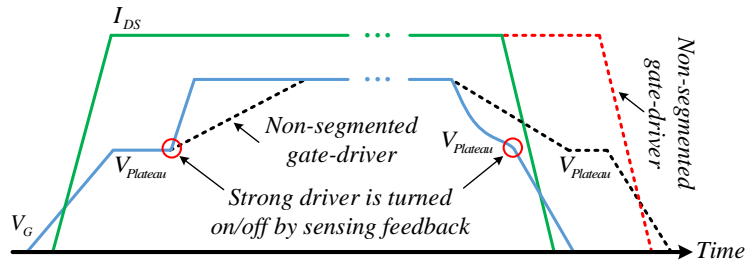 I_DS
Non-segmented
gate-driver
Non-segmented
gate-driver
V_Plateau
V_Plateau
V_Plateau
Strong driver is turned
on/off by sensing feedback
V_G
Time